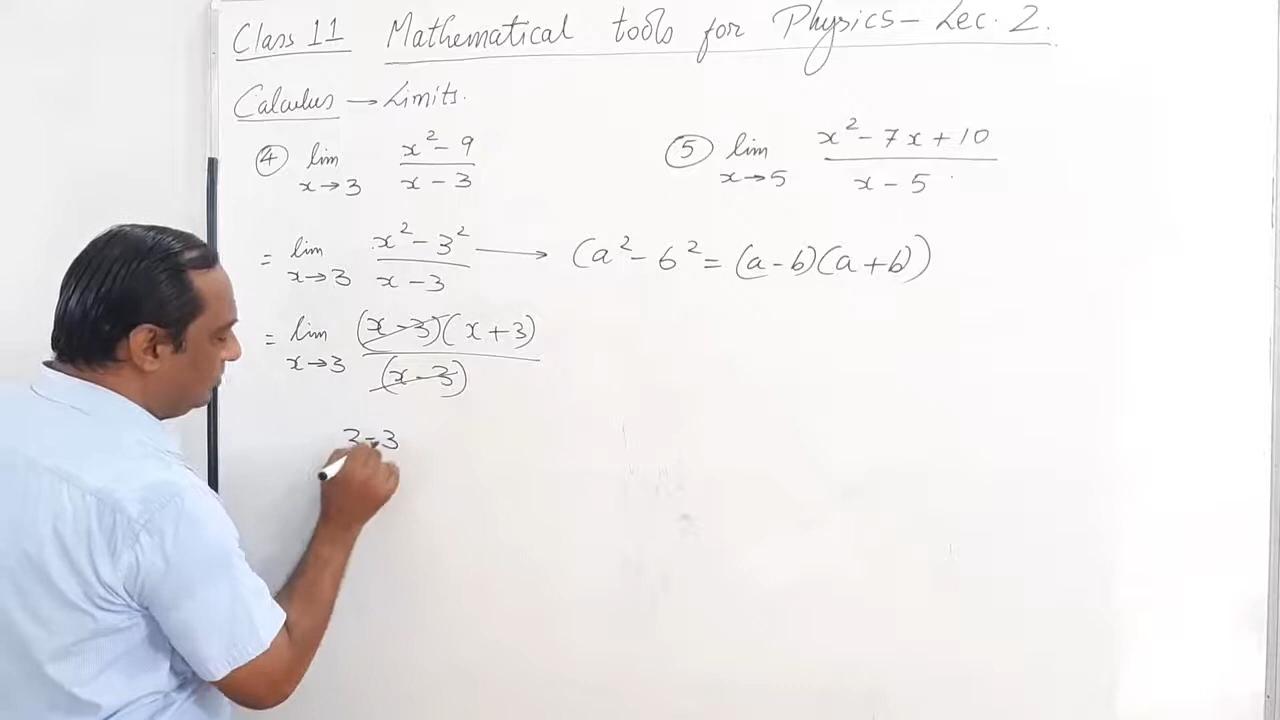 Class 11 Mathematical tools for Physics - Lec. 2.
Calculus → Limits.
④ lim x→3 (x² - 9)/(x - 3)
⑤ lim x→5 (x² - 7x + 10)/(x - 5)
= lim x→3 (x² - 3²)/(x - 3) → (a² - b² = (a - b)(a + b))
= lim x→3 (x - 3)(x + 3)/(x - 3)
3 - 3